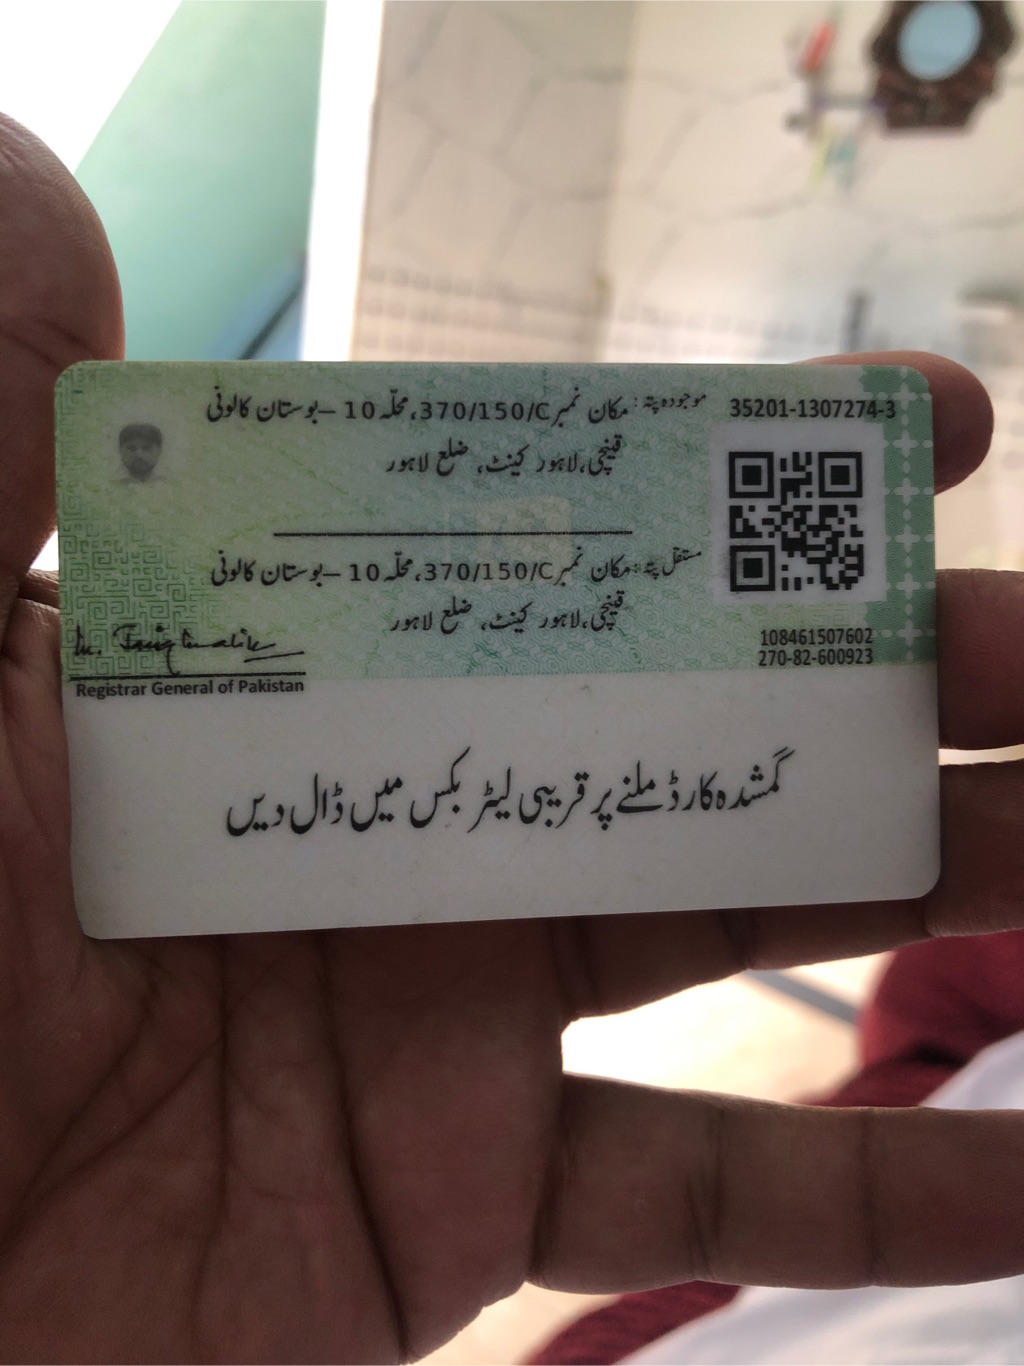 موجودہ پتہ: مکان نمبر 370/150/C، محلّہ 10 –بوستان کالونی
قینچی، لاہور کینٹ، ضلع لاہور
35201-1307274-3
مستقل پتہ: مکان نمبر 370/150/C، محلّہ 10 –بوستان کالونی
قینچی، لاہور کینٹ، ضلع لاہور
108461507602
270-82-600923
Registrar General of Pakistan
گمشدہ کارڈ ملنے پر قریبی لیٹر بکس میں ڈال دیں